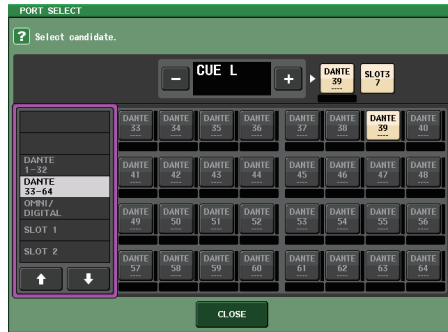 PORT SELECT
? Select candidate.
− CUE L + DANTE 39 ---- SLOT3 7
DANTE 33 ---- DANTE 34 ---- DANTE 35 ---- DANTE 36 ---- DANTE 37 ---- DANTE 38 ---- DANTE 39 ---- DANTE 40 ----
DANTE 1-32
DANTE 41 ---- DANTE 42 ---- DANTE 43 ---- DANTE 44 ---- DANTE 45 ---- DANTE 46 ---- DANTE 47 ---- DANTE 48 ----
DANTE 33-64
OMNI/ DIGITAL
DANTE 49 ---- DANTE 50 ---- DANTE 51 ---- DANTE 52 ---- DANTE 53 ---- DANTE 54 ---- DANTE 55 ---- DANTE 56 ----
SLOT 1
SLOT 2
DANTE 57 ---- DANTE 58 ---- DANTE 59 ---- DANTE 60 ---- DANTE 61 ---- DANTE 62 ---- DANTE 63 ---- DANTE 64 ----
CLOSE